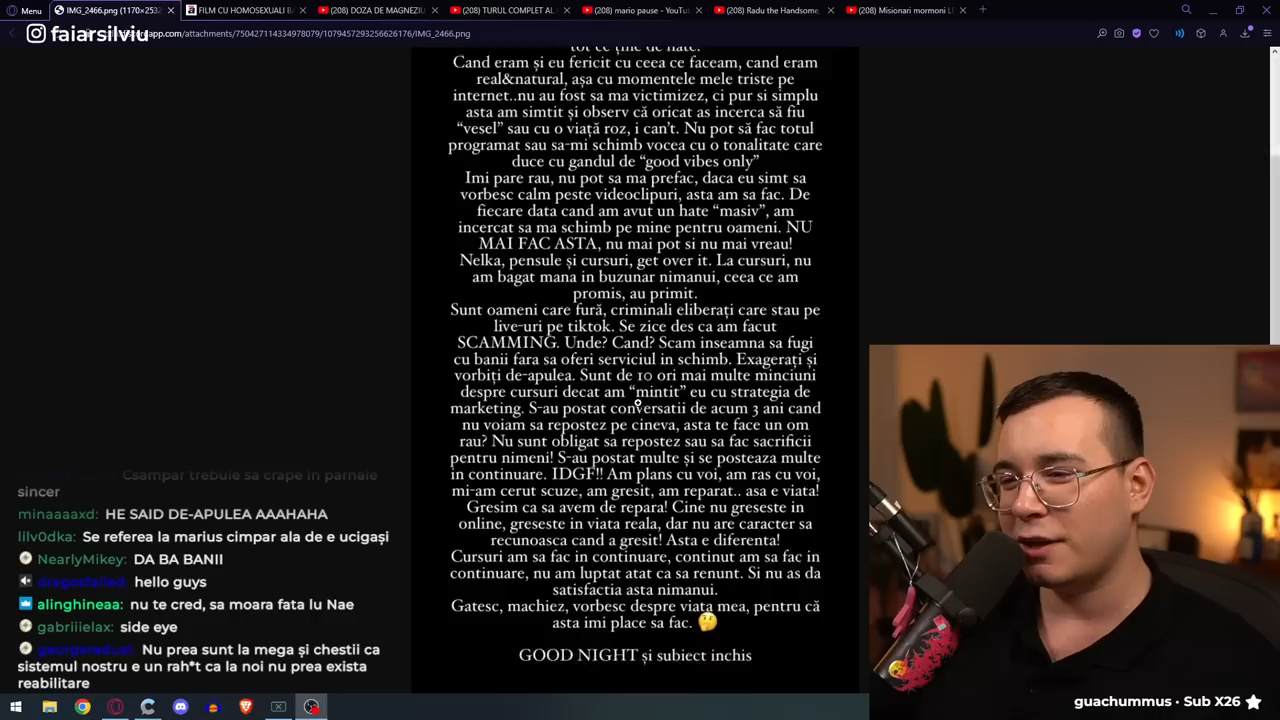 Menu
IMG_2466.png (1170×2532
FILM CU HOMOSEXUALI BA
(208) DOZA DE MAGNEZIU
(208) TURUL COMPLET AL
(208) mario pause - YouTu
(208) Radu the Handsome,
(208) Misionari mormoni LI
faiarsilviu
app.com/attachments/750427114334978079/1079457293256626176/IMG_2466.png
tot ce ține de hate.
Cand eram și eu fericit cu ceea ce faceam, cand eram
real&natural, așa cu momentele mele triste pe
internet..nu au fost sa ma victimizez, ci pur si simplu
asta am simtit și observ că oricat as incerca să fiu
“vesel” sau cu o viață roz, i can’t. Nu pot să fac totul
programat sau sa-mi schimb vocea cu o tonalitate care
duce cu gandul de “good vibes only”
Imi pare rau, nu pot sa ma prefac, daca eu simt sa
vorbesc calm peste videoclipuri, asta am sa fac. De
fiecare data cand am avut un hate “masiv”, am
incercat sa ma schimb pe mine pentru oameni. NU
MAI FAC ASTA, nu mai pot si nu mai vreau!
Nelka, pensule și cursuri, get over it. La cursuri, nu
am bagat mana in buzunar nimanui, ceea ce am
promis, au primit.
Sunt oameni care fură, criminali eliberați care stau pe
live-uri pe tiktok. Se zice des ca am facut
SCAMMING. Unde? Cand? Scam inseamna sa fugi
cu banii fara sa oferi serviciul in schimb. Exagerați și
vorbiți de-apulea. Sunt de 10 ori mai multe minciuni
despre cursuri decat am “mintit” eu cu strategia de
marketing. S-au postat conversatii de acum 3 ani cand
nu voiam sa repostez pe cineva, asta te face un om
rau? Nu sunt obligat sa repostez sau sa fac sacrificii
pentru nimeni! S-au postat multe și se posteaza multe
in continuare. IDGF!! Am plans cu voi, am ras cu voi,
mi-am cerut scuze, am gresit, am reparat.. asa e viata!
Gresim ca sa avem de repara! Cine nu greseste in
online, greseste in viata reala, dar nu are caracter sa
recunoasca cand a gresit! Asta e diferenta!
Cursuri am sa fac in continuare, continut am sa fac in
continuare, nu am luptat atat ca sa renunt. Si nu as da
satisfactia asta nimanui.
Gatesc, machiez, vorbesc despre viata mea, pentru că
asta imi place sa fac. 🤔
GOOD NIGHT și subiect inchis
Csampar trebuie sa crape in parnaie
sincer
minaaaaxd: HE SAID DE-APULEA AAAHAHA
lilv0dka: Se referea la marius cimpar ala de e ucigași
NearlyMikey: DA BA BANII
dragosfailed: hello guys
alinghineaa: nu te cred, sa moara fata lu Nae
gabriiielax: side eye
georgeradual: Nu prea sunt la mega și chestii ca
sistemul nostru e un rah*t ca la noi nu prea exista
reabilitare
guachummus • Sub X26